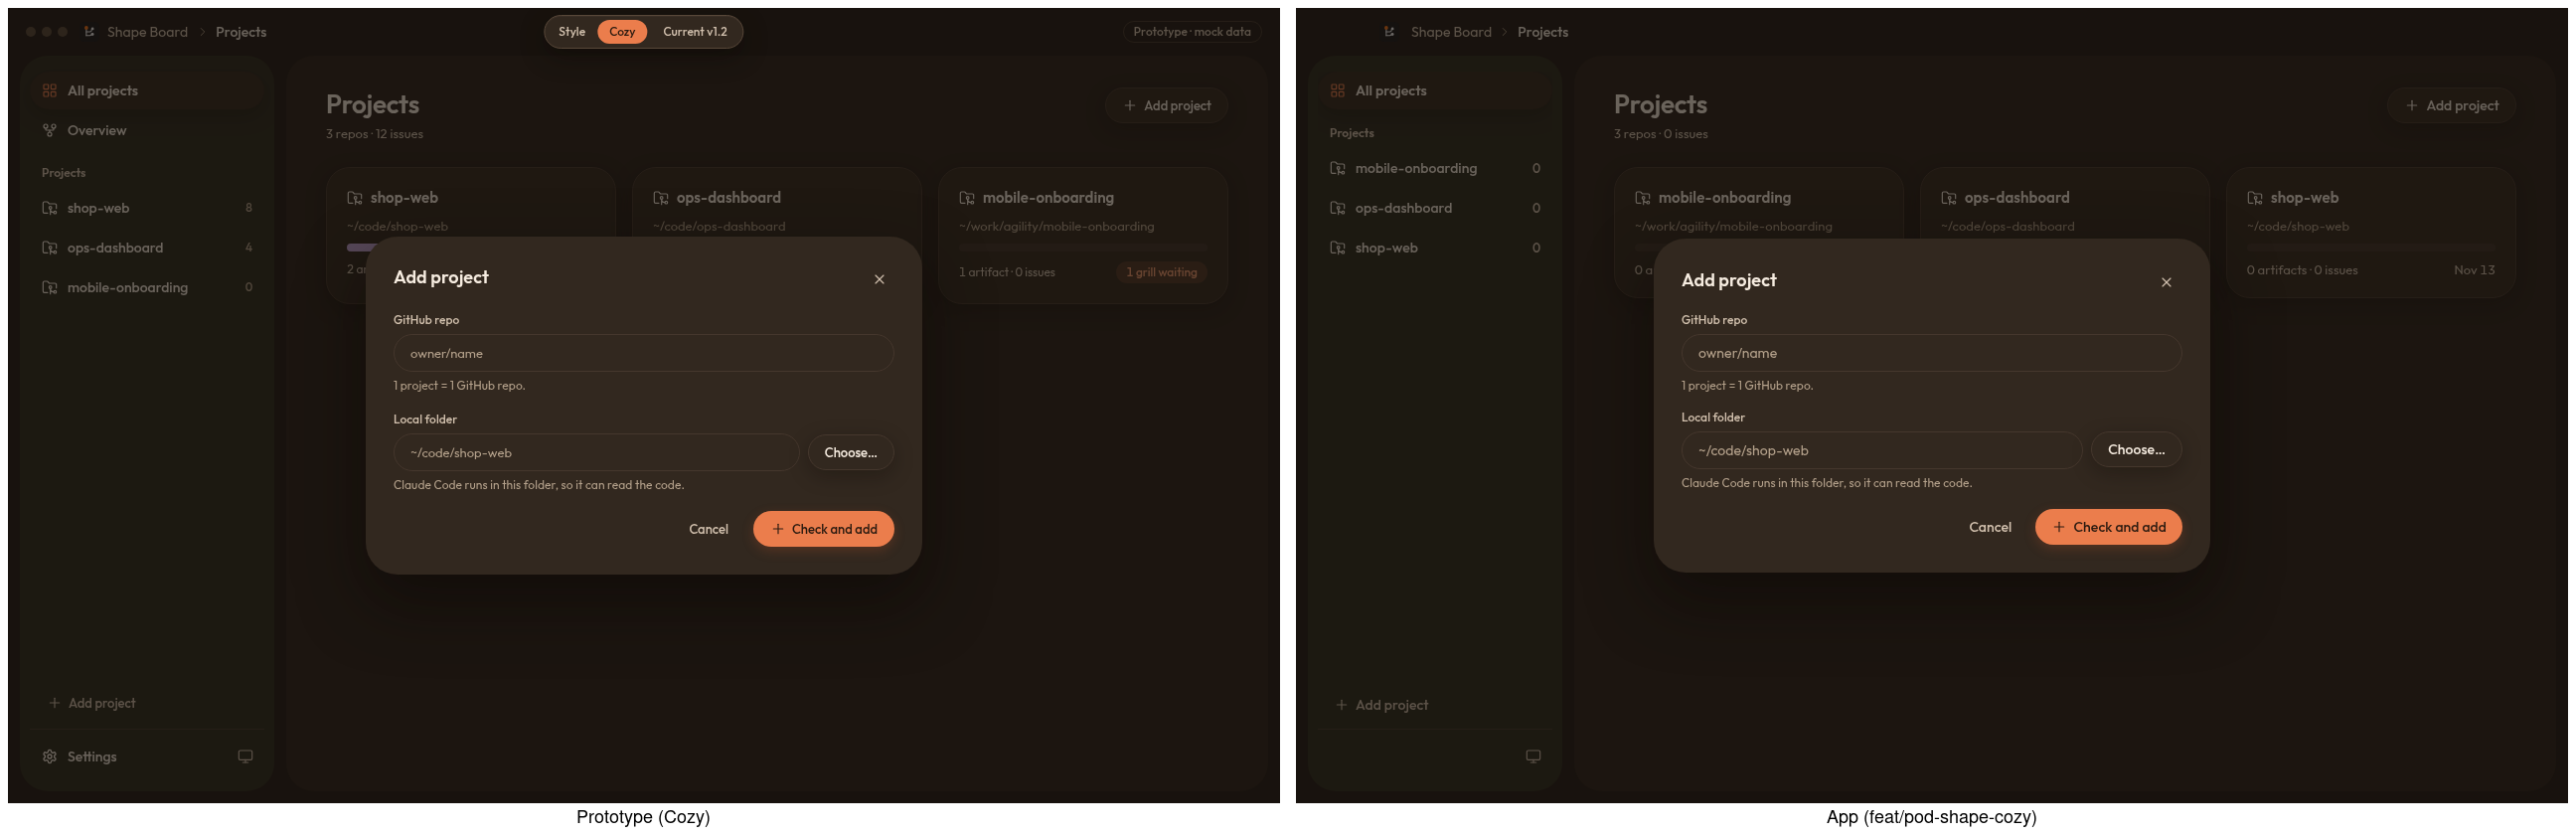 Shape Board > Projects
Style Cozy Current v1.2
Prototype · mock data
All projects
Overview
Projects
shop-web 8
ops-dashboard 4
mobile-onboarding 0
Add project
Settings
Projects
3 repos · 12 issues
Add project
shop-web
~/code/shop-web
2 ar
ops-dashboard
~/code/ops-dashboard
mobile-onboarding
~/work/agility/mobile-onboarding
1 artifact · 0 issues
1 grill waiting
Add project
GitHub repo
owner/name
1 project = 1 GitHub repo.
Local folder
~/code/shop-web
Choose...
Claude Code runs in this folder, so it can read the code.
Cancel
Check and add
Prototype (Cozy)
Shape Board > Projects
All projects
Projects
mobile-onboarding 0
ops-dashboard 0
shop-web 0
Add project
Projects
3 repos · 0 issues
Add project
mobile-onboarding
~/work/agility/mobile-onboarding
0 a
ops-dashboard
~/code/ops-dashboard
shop-web
~/code/shop-web
0 artifacts · 0 issues
Nov 13
Add project
GitHub repo
owner/name
1 project = 1 GitHub repo.
Local folder
~/code/shop-web
Choose...
Claude Code runs in this folder, so it can read the code.
Cancel
Check and add
App (feat/pod-shape-cozy)